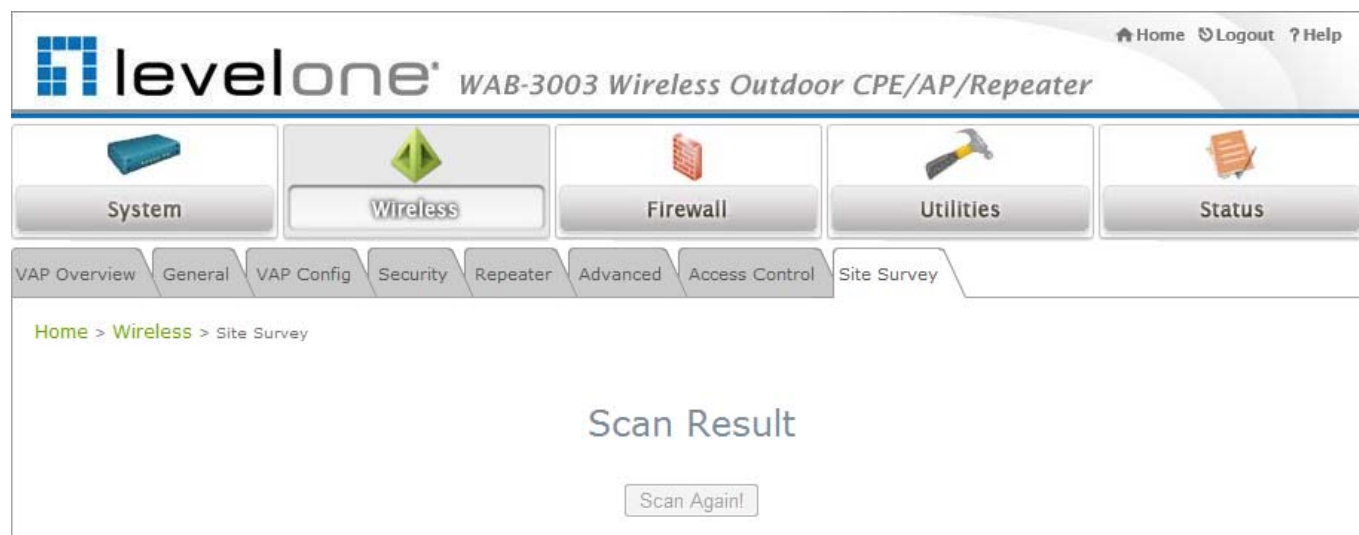 Home Logout ? Help
levelone WAB-3003 Wireless Outdoor CPE/AP/Repeater
System Wireless Firewall Utilities Status
VAP Overview General VAP Config Security Repeater Advanced Access Control Site Survey
Home > Wireless > Site Survey
Scan Result
Scan Again!